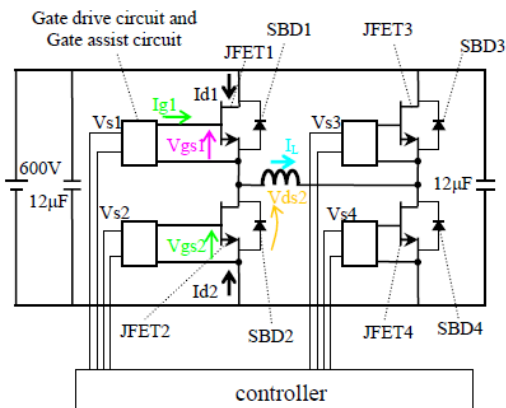 Gate drive circuit and
Gate assist circuit
JFET1
SBD1
JFET3
SBD3
Id1
Ig1
Vs1
Vgs1
Vs3
600V
12μF
I_L
12μF
Vds2
Vs2
Vgs2
Vs4
Id2
JFET2
SBD2
JFET4
SBD4
controller